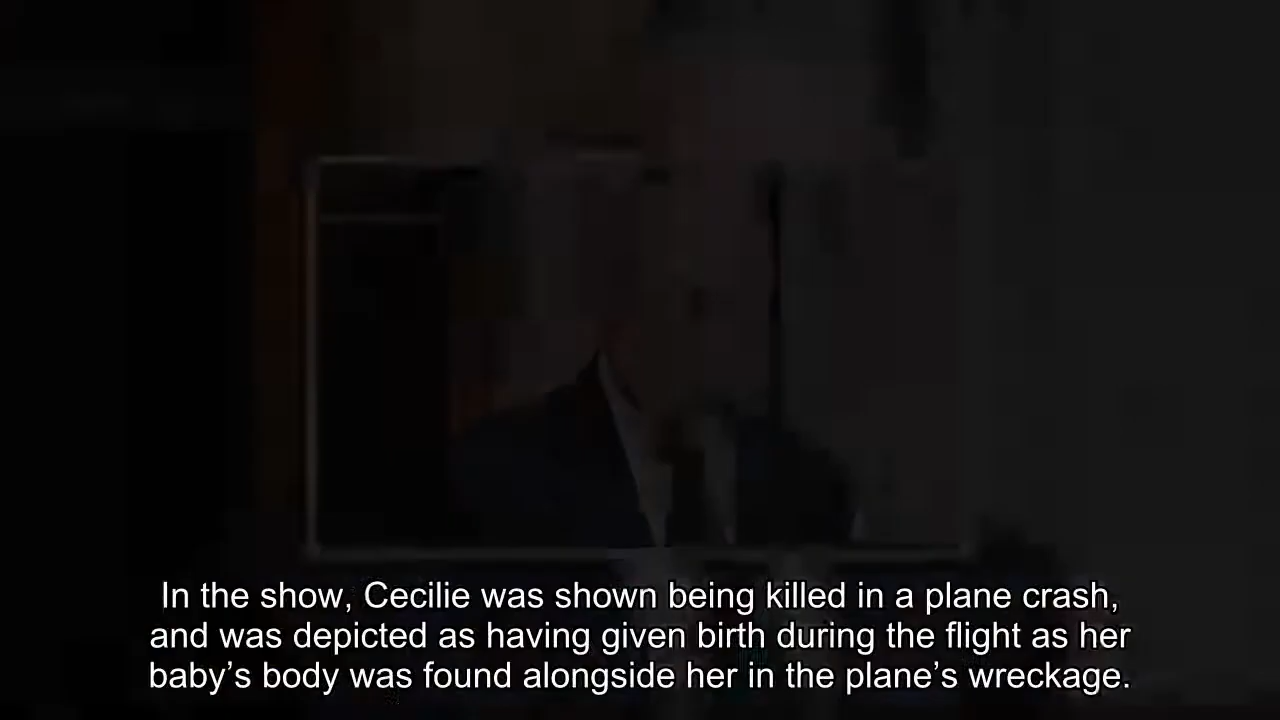 In the show, Cecilie was shown being killed in a plane crash,
and was depicted as having given birth during the flight as her
baby’s body was found alongside her in the plane’s wreckage.